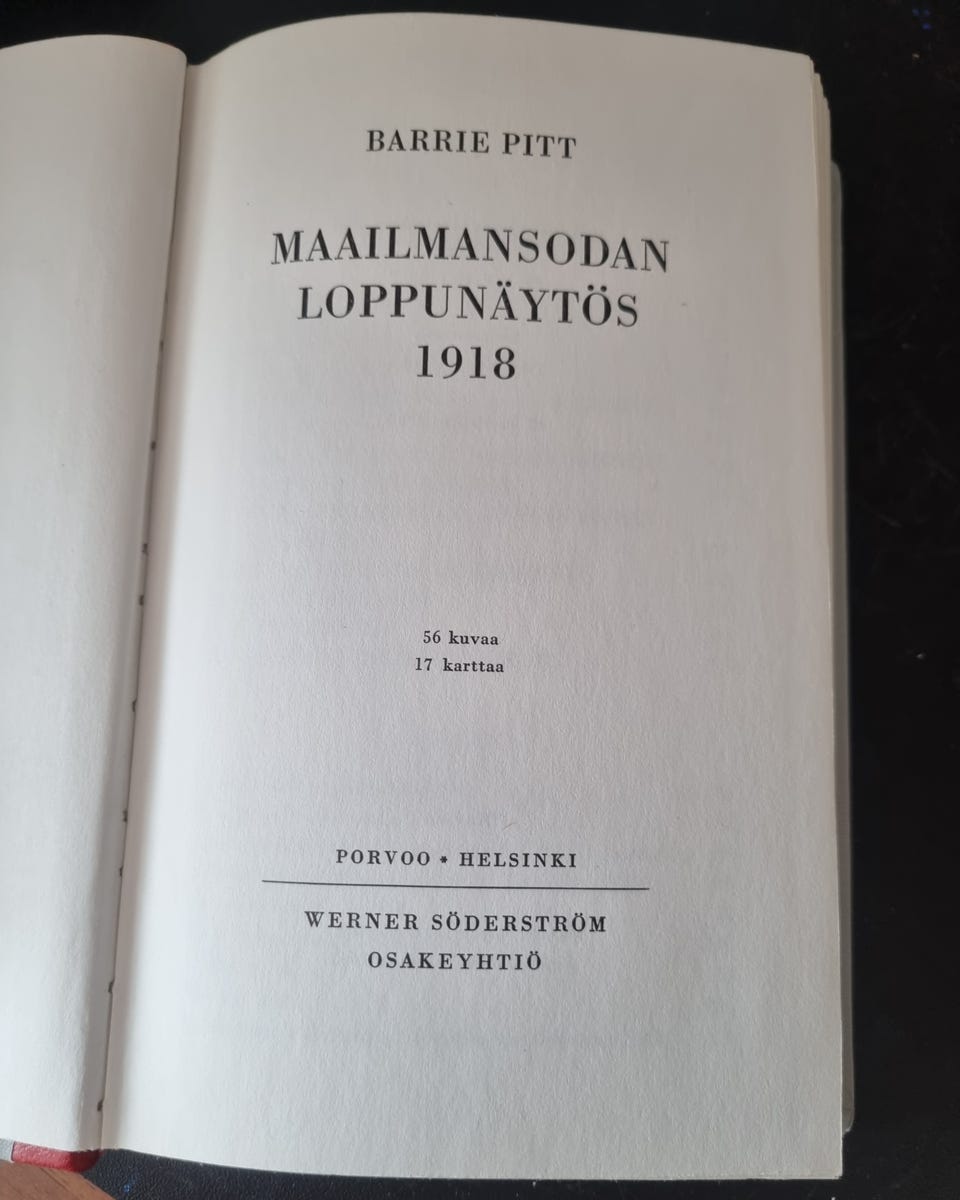 BARRIE PITT
MAAILMANSODAN
LOPPUNÄYTÖS
1918
56 kuvaa
17 karttaa
PORVOO * HELSINKI
WERNER SÖDERSTRÖM
OSAKEYHTIÖ